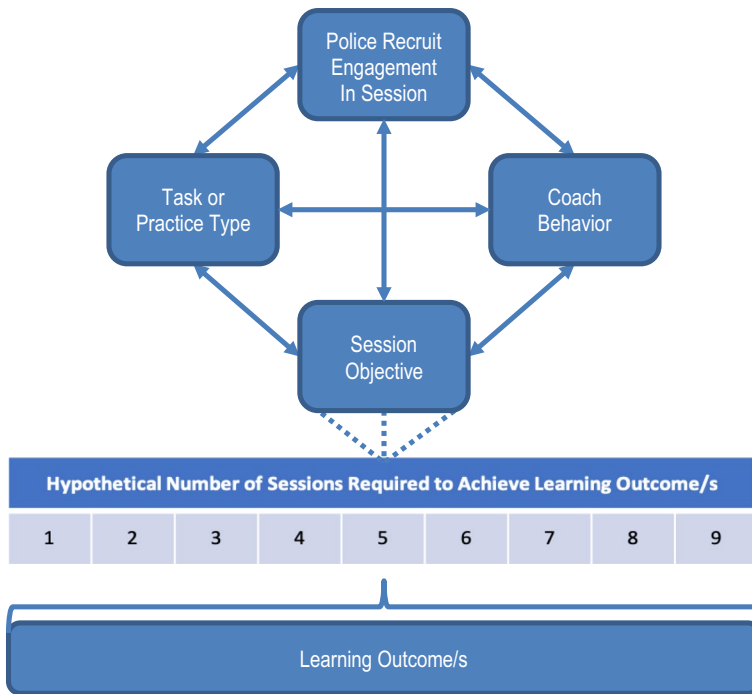 Police Recruit
Engagement
In Session
Task or
Practice Type
Coach
Behavior
Session
Objective
Hypothetical Number of Sessions Required to Achieve Learning Outcome/s
1 2 3 4 5 6 7 8 9
Learning Outcome/s